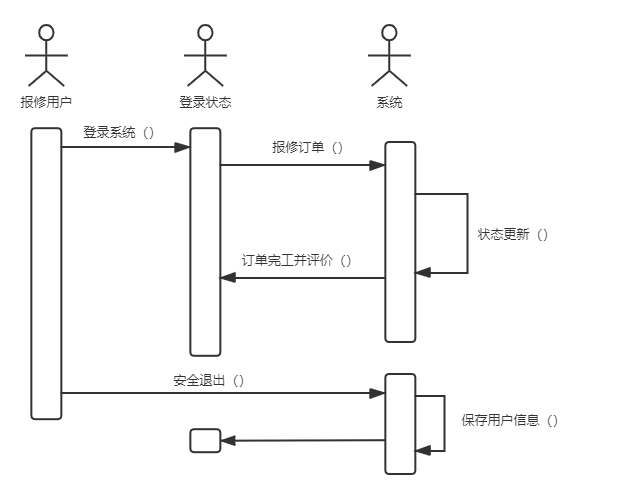 报修用户
登录状态
系统
登录系统（）
报修订单（）
状态更新（）
订单完工并评价（）
安全退出（）
保存用户信息（）